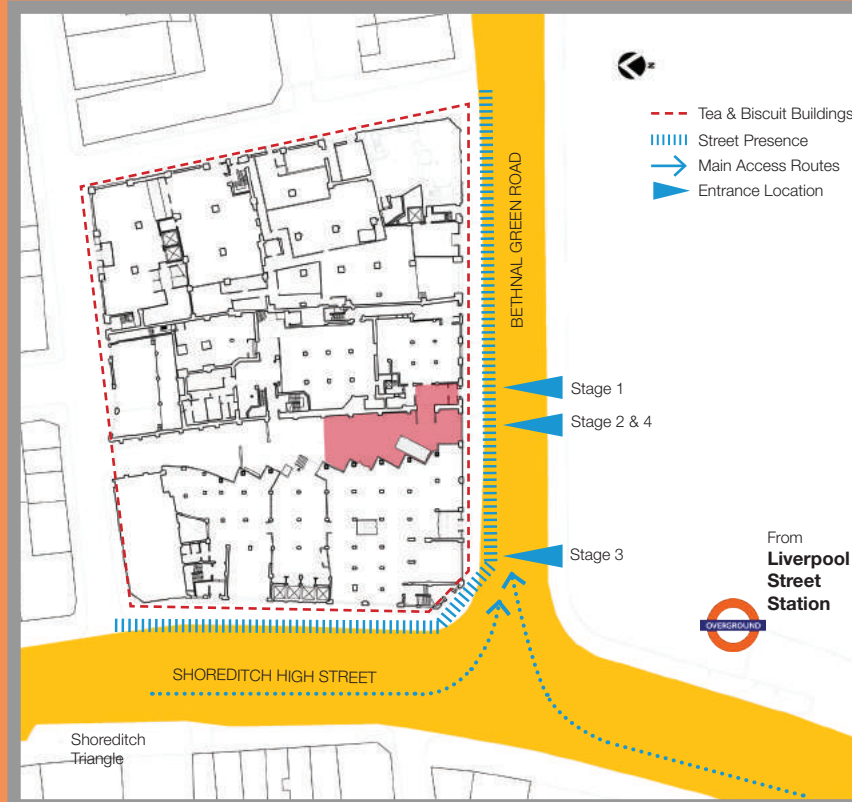 N
Tea & Biscuit Buildings
Street Presence
Main Access Routes
Entrance Location
BETHNAL GREEN ROAD
Stage 1
Stage 2 & 4
Stage 3
From
Liverpool
Street
Station
OVERGROUND
SHOREDITCH HIGH STREET
Shoreditch
Triangle